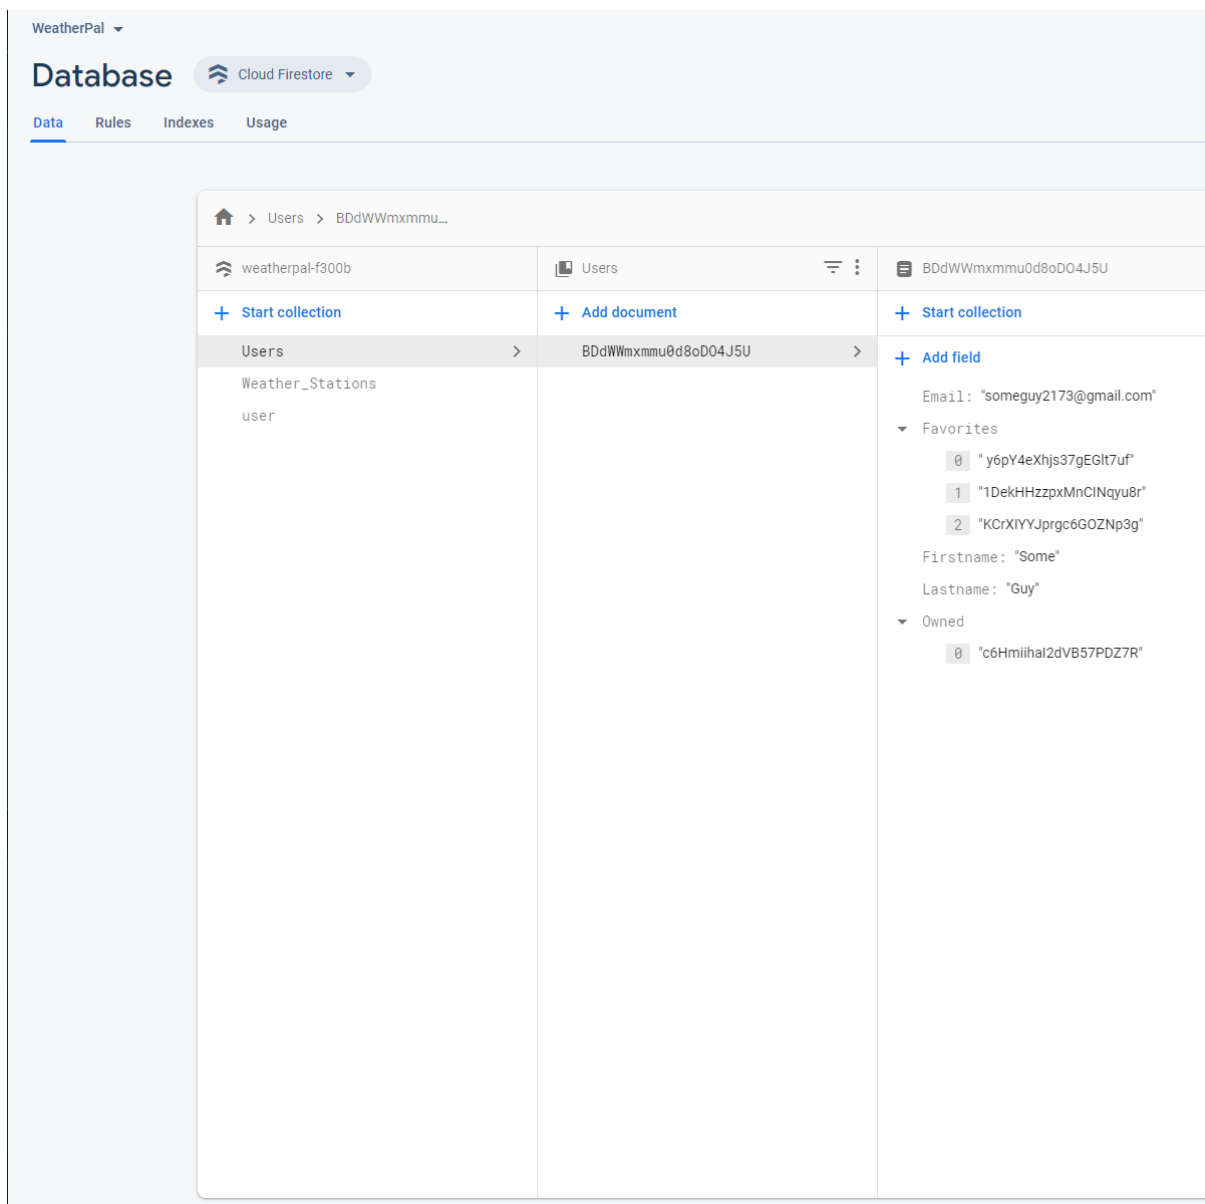 WeatherPal
Database Cloud Firestore
Data Rules Indexes Usage
Users BDdWWmxmmu...
weatherpal-f300b
Start collection
Users
Weather_Stations
user
Users
Add document
BDdWWmxmmu0d8oDO4J5U
BDdWWmxmmu0d8oDO4J5U
Start collection
Add field
Email: "someguy2173@gmail.com"
Favorites
0 " y6pY4eXhjs37gEGlt7uf"
1 "1DekHHzzpxMnCINqyu8r"
2 "KCrXIYYJprgc6GOZNp3g"
Firstname: "Some"
Lastname: "Guy"
Owned
0 "c6HmiihaI2dVB57PDZ7R"